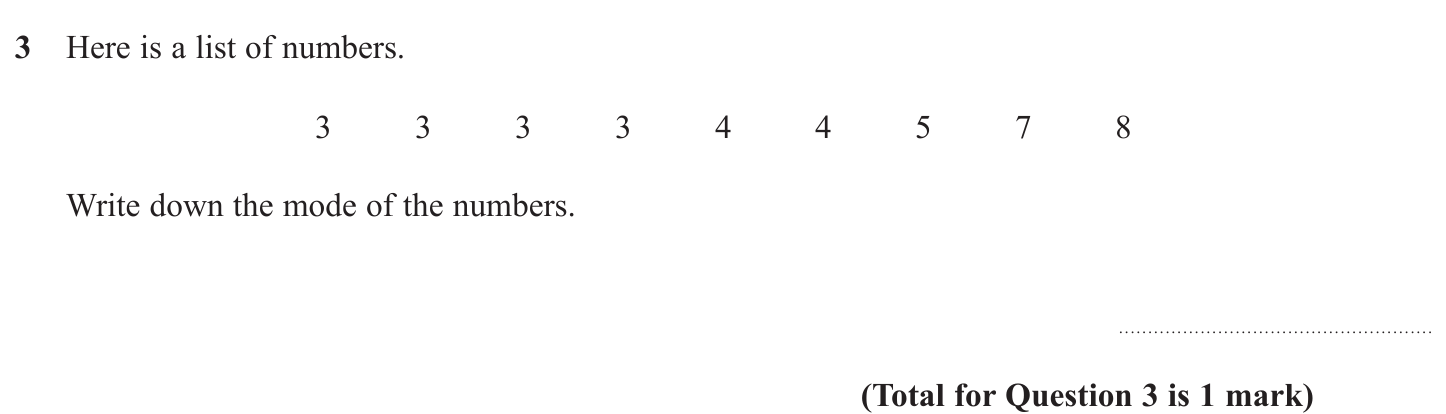 3 Here is a list of numbers.
3 3 3 3 4 4 5 7 8
Write down the mode of the numbers.
(Total for Question 3 is 1 mark)